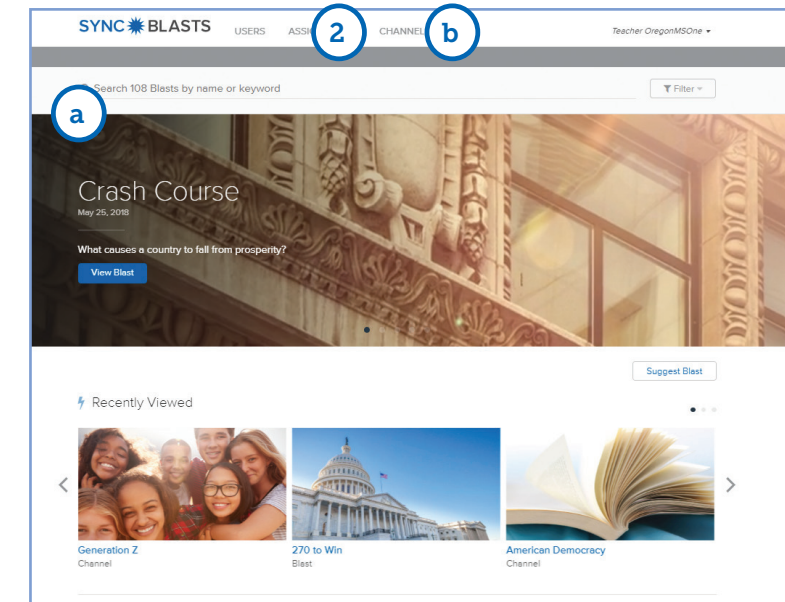 SYNC BLASTS USERS ASSI 2 CHANNEL b Teacher OregonMSOne
Search 108 Blasts by name or keyword Filter
a
Crash Course
May 25, 2018
What causes a country to fall from prosperity?
View Blast
Suggest Blast
Recently Viewed
Generation Z 270 to Win American Democracy
Channel Blast Channel